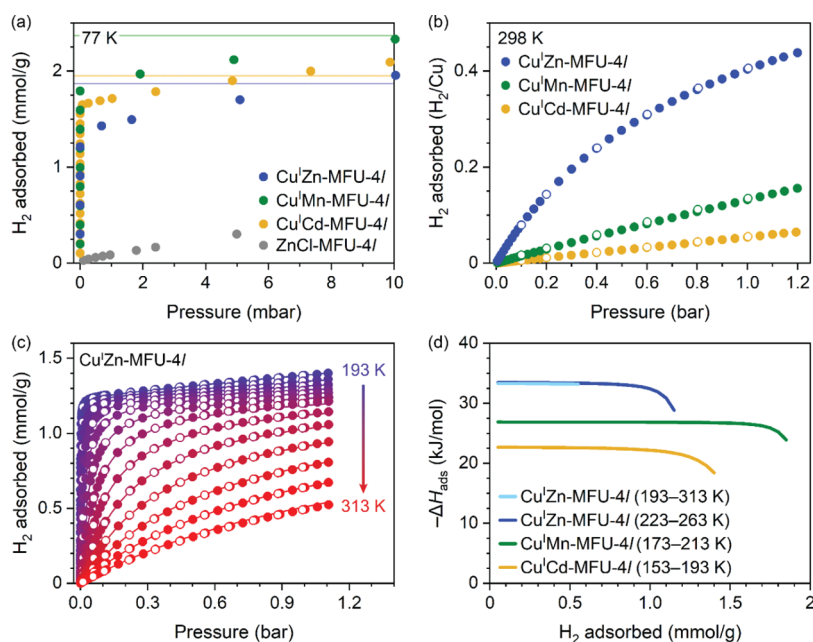 (a)
77 K
H₂ adsorbed (mmol/g)
2
1
0
CuᴵZn-MFU-4l
CuᴵMn-MFU-4l
CuᴵCd-MFU-4l
ZnCl-MFU-4l
0 2 4 6 8 10
Pressure (mbar)
(b)
298 K
CuᴵZn-MFU-4l
CuᴵMn-MFU-4l
CuᴵCd-MFU-4l
H₂ adsorbed (H₂/Cu)
0.4
0.2
0
0.0 0.2 0.4 0.6 0.8 1.0 1.2
Pressure (bar)
(c)
CuᴵZn-MFU-4l
193 K
313 K
H₂ adsorbed (mmol/g)
1.5
1.0
0.5
0.0
0.0 0.3 0.6 0.9 1.2
Pressure (bar)
(d)
−ΔHads (kJ/mol)
40
30
20
10
0
CuᴵZn-MFU-4l (193–313 K)
CuᴵZn-MFU-4l (223–263 K)
CuᴵMn-MFU-4l (173–213 K)
CuᴵCd-MFU-4l (153–193 K)
0 0.5 1 1.5 2
H₂ adsorbed (mmol/g)